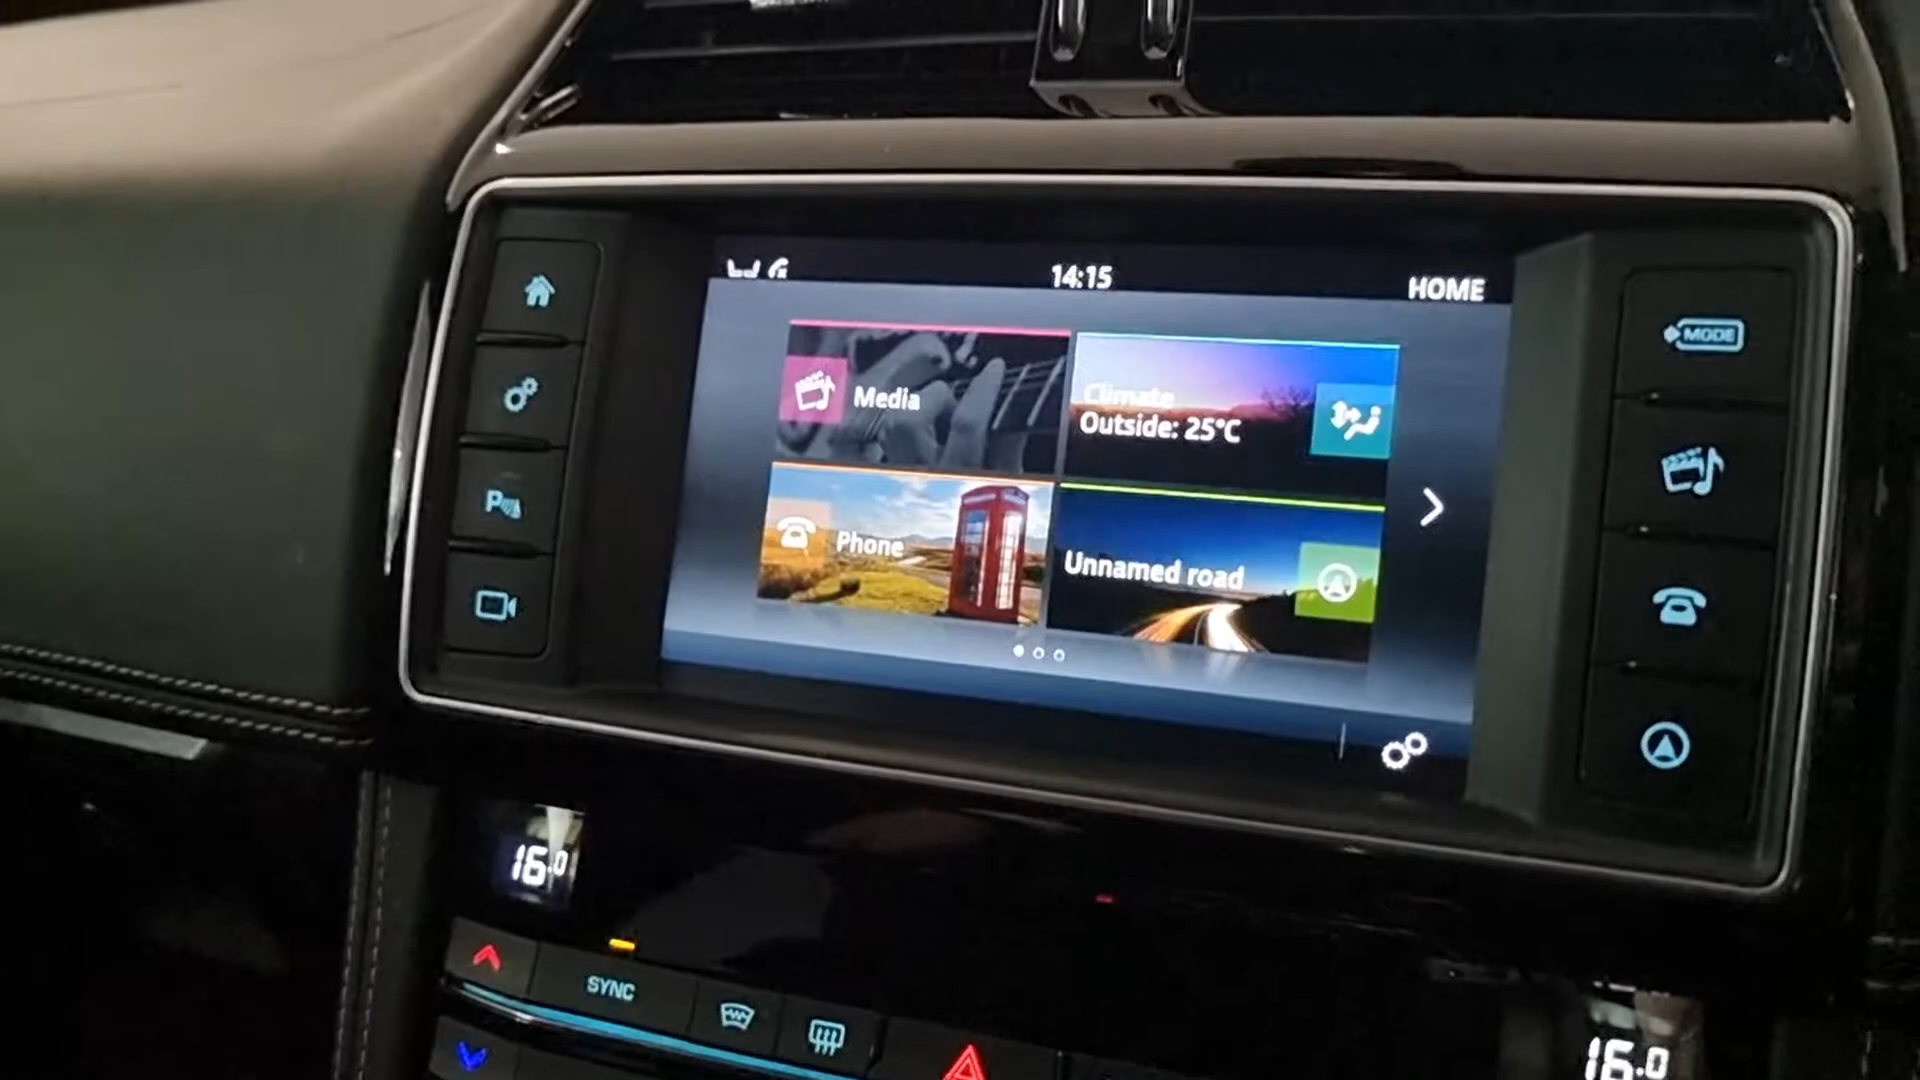 14:15
HOME
MODE
Media
Climate
Outside: 25°C
P
Phone
Unnamed road
16.0
SYNC
16.0